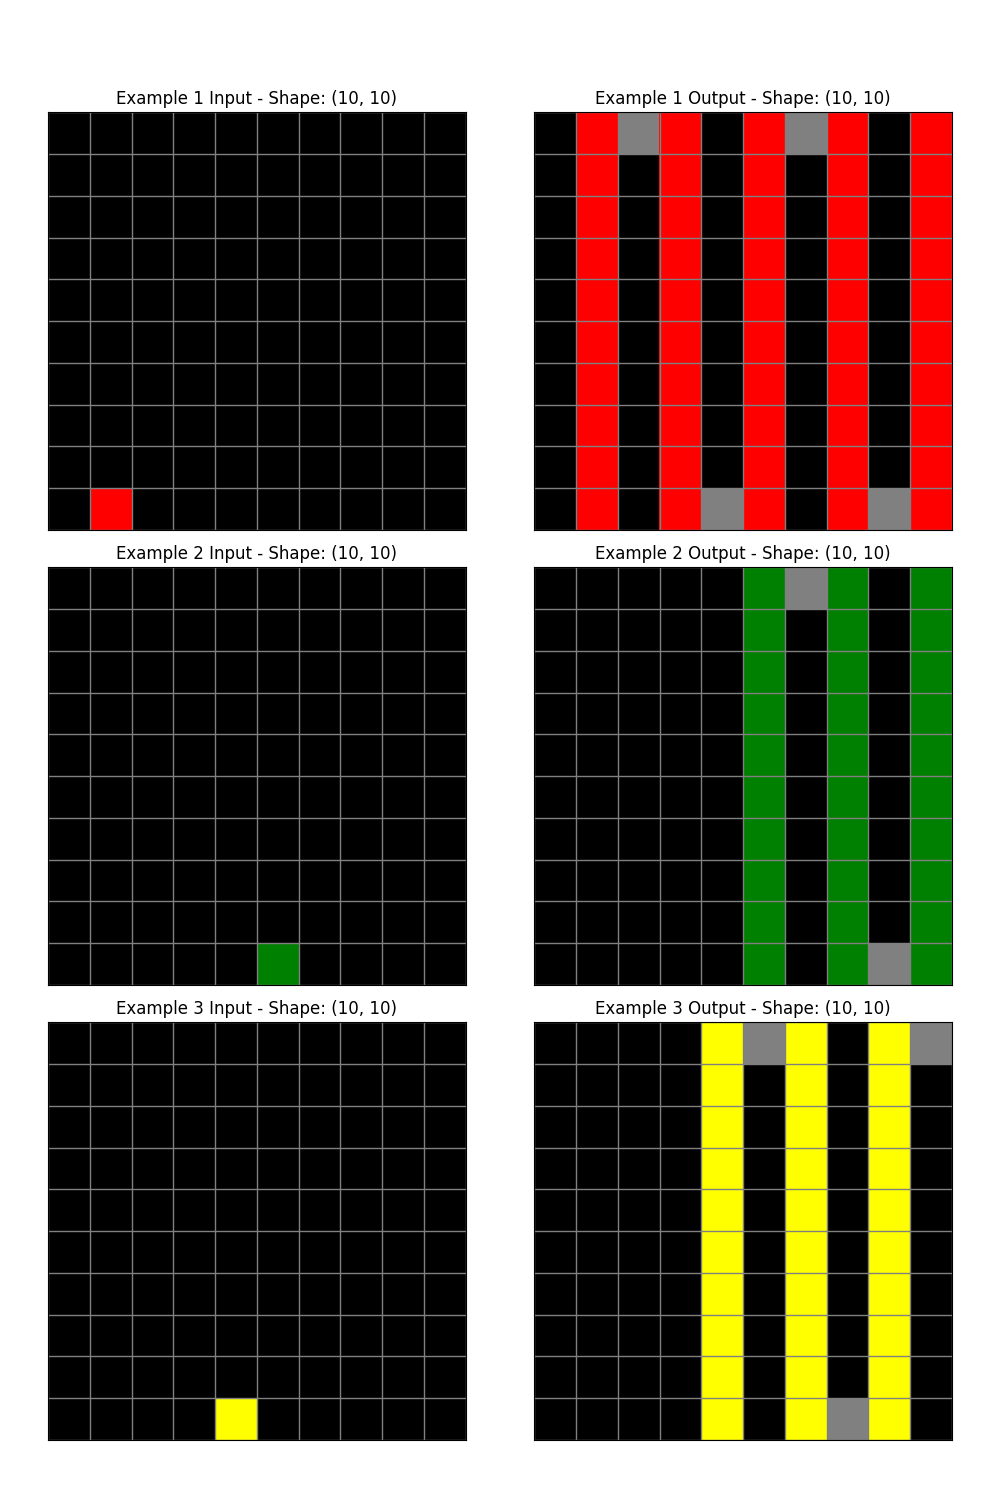 Example 1 Input - Shape: (10, 10)
Example 1 Output - Shape: (10, 10)
Example 2 Input - Shape: (10, 10)
Example 2 Output - Shape: (10, 10)
Example 3 Input - Shape: (10, 10)
Example 3 Output - Shape: (10, 10)